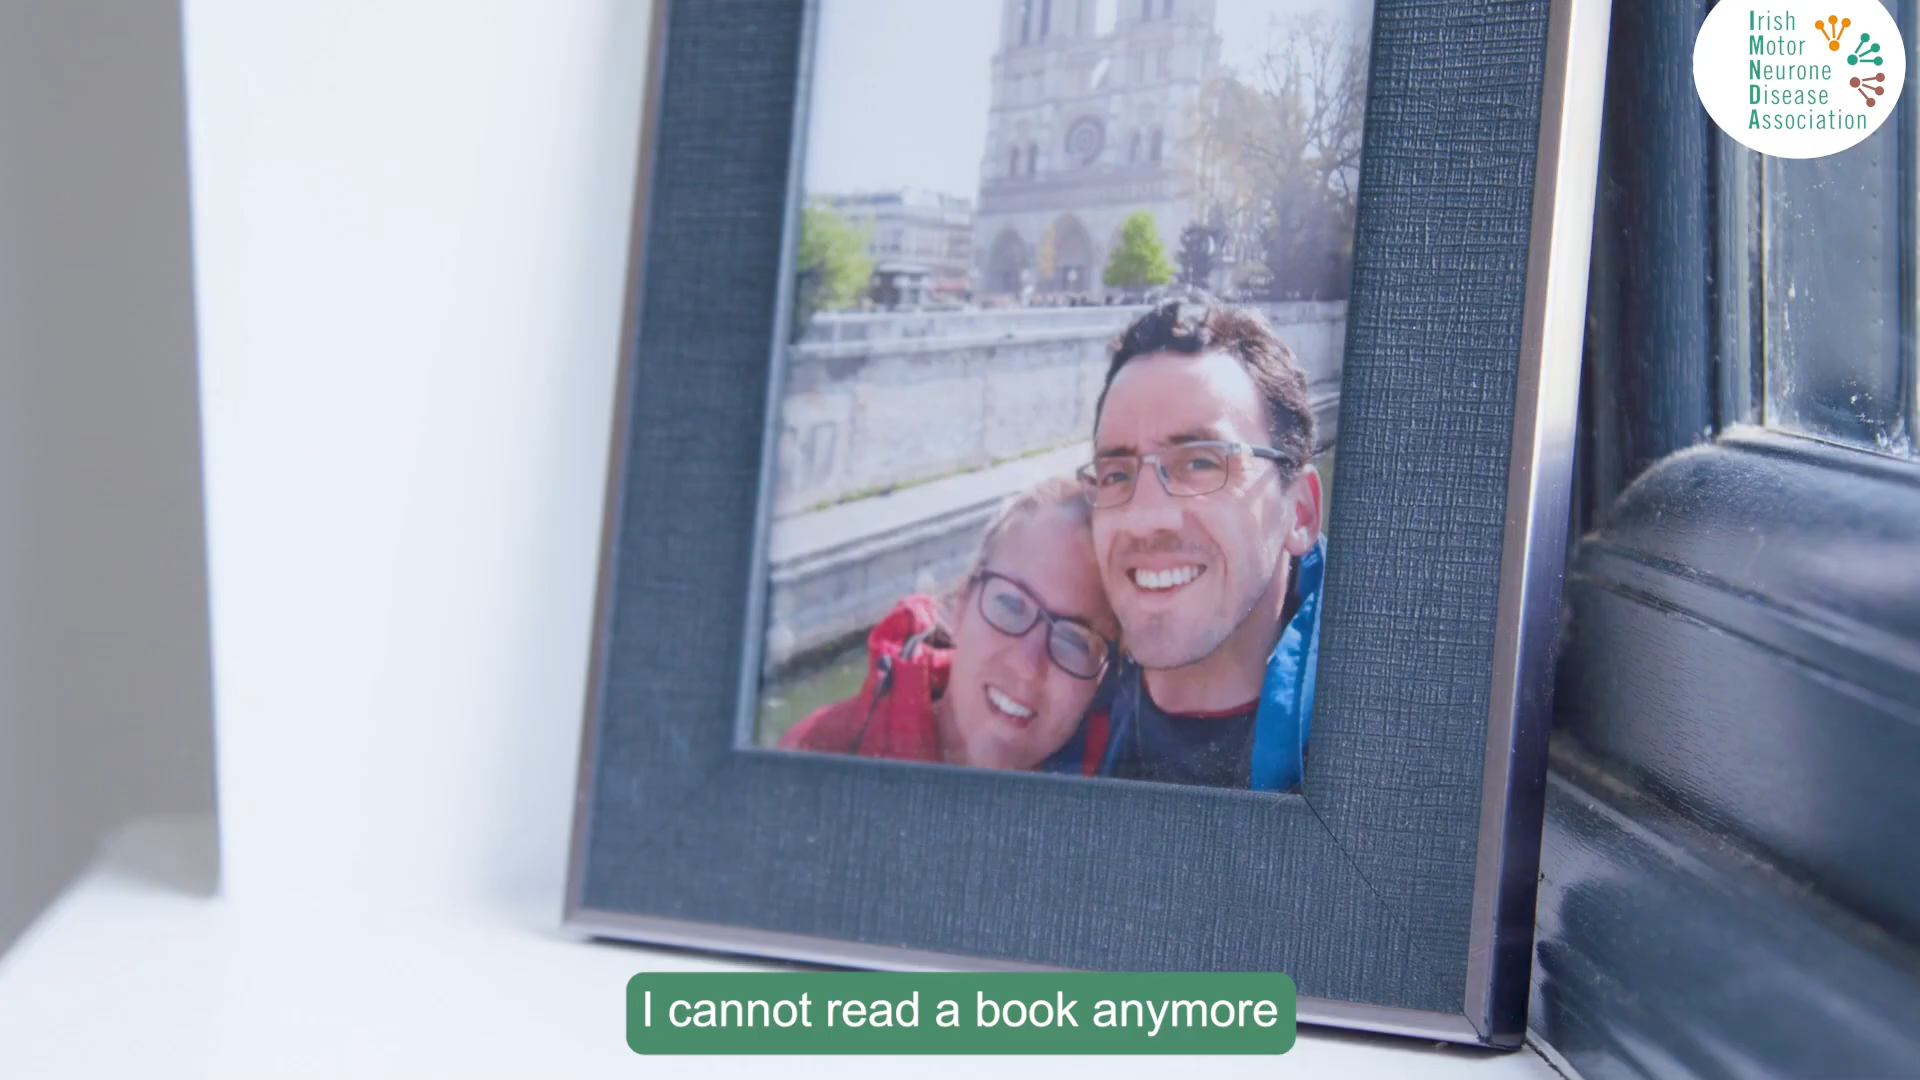 Irish
Motor
Neurone
Disease
Association
I cannot read a book anymore